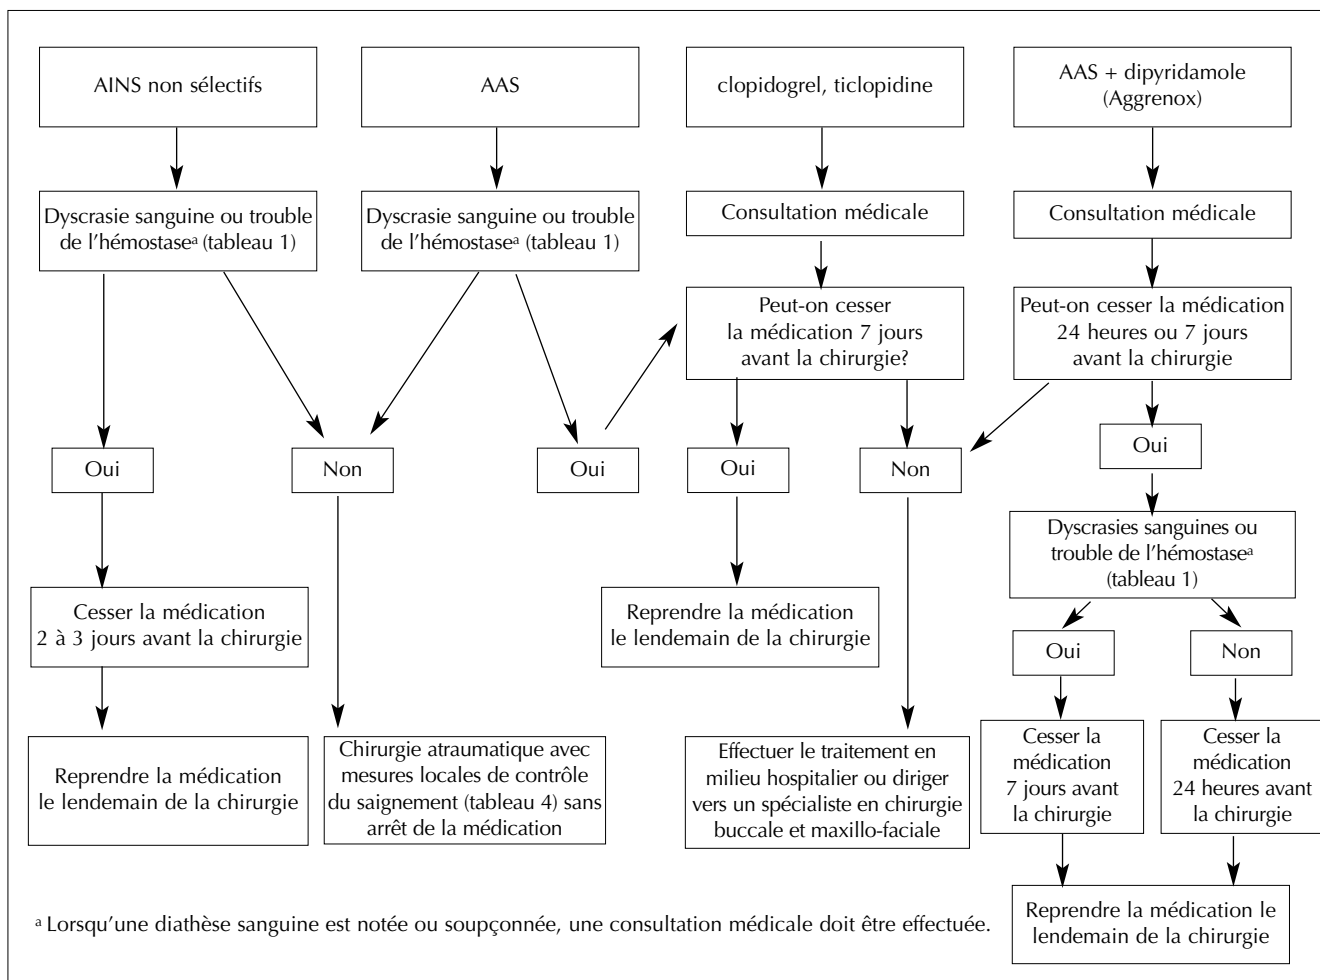 AINS non sélectifs
AAS
clopidogrel, ticlopidine
AAS + dipyridamole
(Aggrenox)
Dyscrasie sanguine ou trouble
de l'hémostaseᵃ (tableau 1)
Dyscrasie sanguine ou trouble
de l'hémostaseᵃ (tableau 1)
Consultation médicale
Consultation médicale
Peut-on cesser
la médication 7 jours
avant la chirurgie?
Peut-on cesser la médication
24 heures ou 7 jours
avant la chirurgie
Oui
Non
Oui
Oui
Non
Oui
Dyscrasies sanguines ou
trouble de l'hémostaseᵃ
(tableau 1)
Cesser la médication
2 à 3 jours avant la chirurgie
Reprendre la médication
le lendemain de la chirurgie
Oui
Non
Reprendre la médication
le lendemain de la chirurgie
Chirurgie atraumatique avec
mesures locales de contrôle
du saignement (tableau 4) sans
arrêt de la médication
Effectuer le traitement en
milieu hospitalier ou diriger
vers un spécialiste en chirurgie
buccale et maxillo-faciale
Cesser la
médication
7 jours avant
la chirurgie
Cesser la
médication
24 heures avant
la chirurgie
Reprendre la médication le
lendemain de la chirurgie
ᵃ Lorsqu'une diathèse sanguine est notée ou soupçonnée, une consultation médicale doit être effectuée.